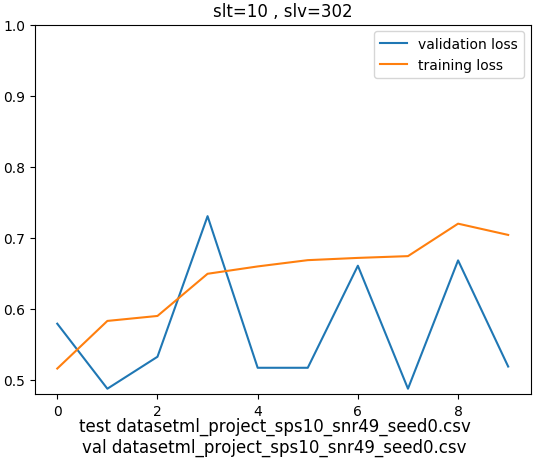 slt=10 , slv=302
1.0
validation loss
training loss
0.9
0.8
0.7
0.6
0.5
0 2 4 6 8
test datasetml_project_sps10_snr49_seed0.csv
val datasetml_project_sps10_snr49_seed0.csv